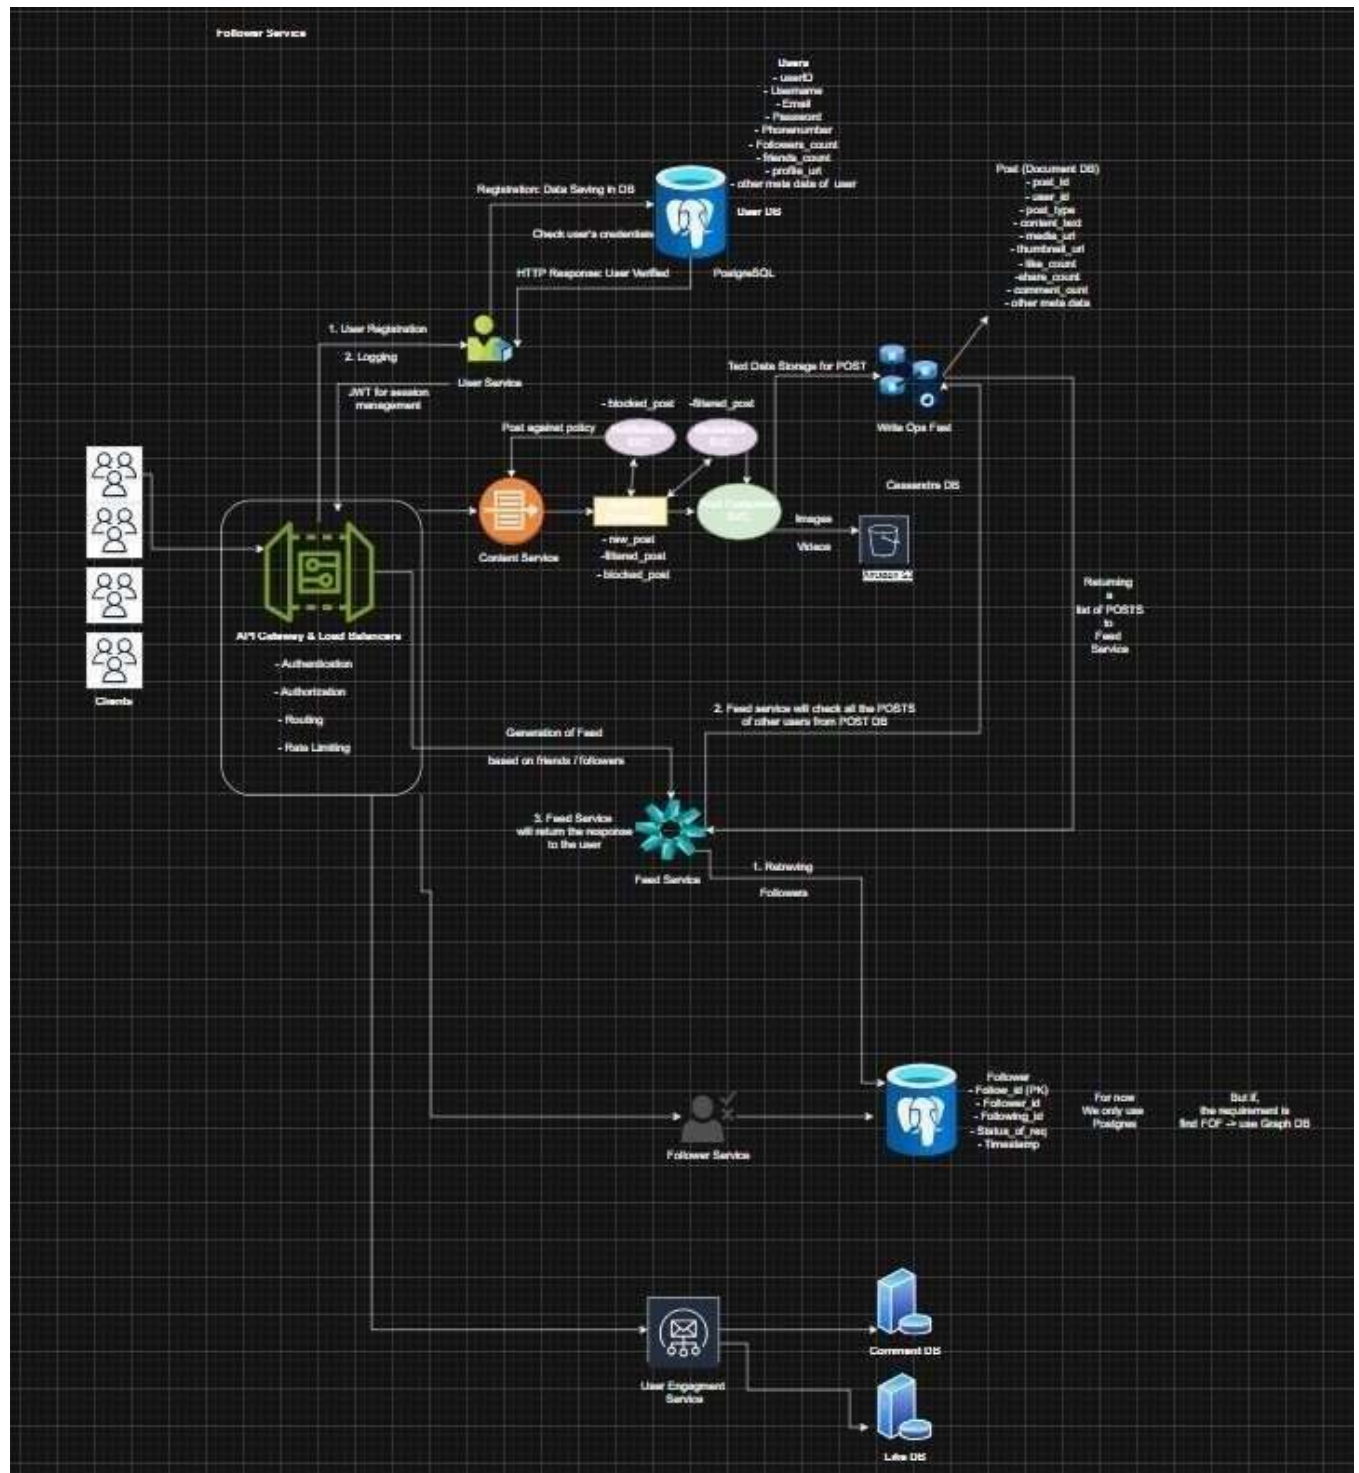 Follower Service
Users
- userID
- Username
- Email
- Password
- Phonenumber
- Followers_count
- friends_count
- profile_url
- other meta data of user
User DB
PostgreSQL
Registration: Data Saving in DB
Check user's credentials
HTTP Response: User Verified
Post (Document DB)
- post_id
- user_id
- post_type
- content_text
- media_url
- thumbnail_url
- like_count
-share_count
- comment_ount
- other meta data
1. User Registration
2. Logging
User Service
JWT for session
management
Text Data Storage for POST
Write Ops Fast
Cassandra DB
- blocked_post
-filtered_post
Post against policy
Content Service
- new_post
-filtered_post
- blocked_post
Images
Videos
Amazon S3
Returning
a
list of POSTS
to
Feed
Service
API Gateway & Load Balancers
- Authentication
- Authorization
- Routing
- Rate Limiting
Clients
2. Feed service will check all the POSTS
of other users from POST DB
Generation of Feed
based on friends / followers
3. Feed Service
will return the response
to the user
Feed Service
1. Retreving
Followers
Follower
- Follow_id (PK)
- Follower_id
- Following_id
- Status_of_req
- Timestamp
For now
We only use
Postgres
But if,
the requirement is
find FOF -> use Graph DB
Follower Service
User Engagment
Service
Comment DB
Like DB